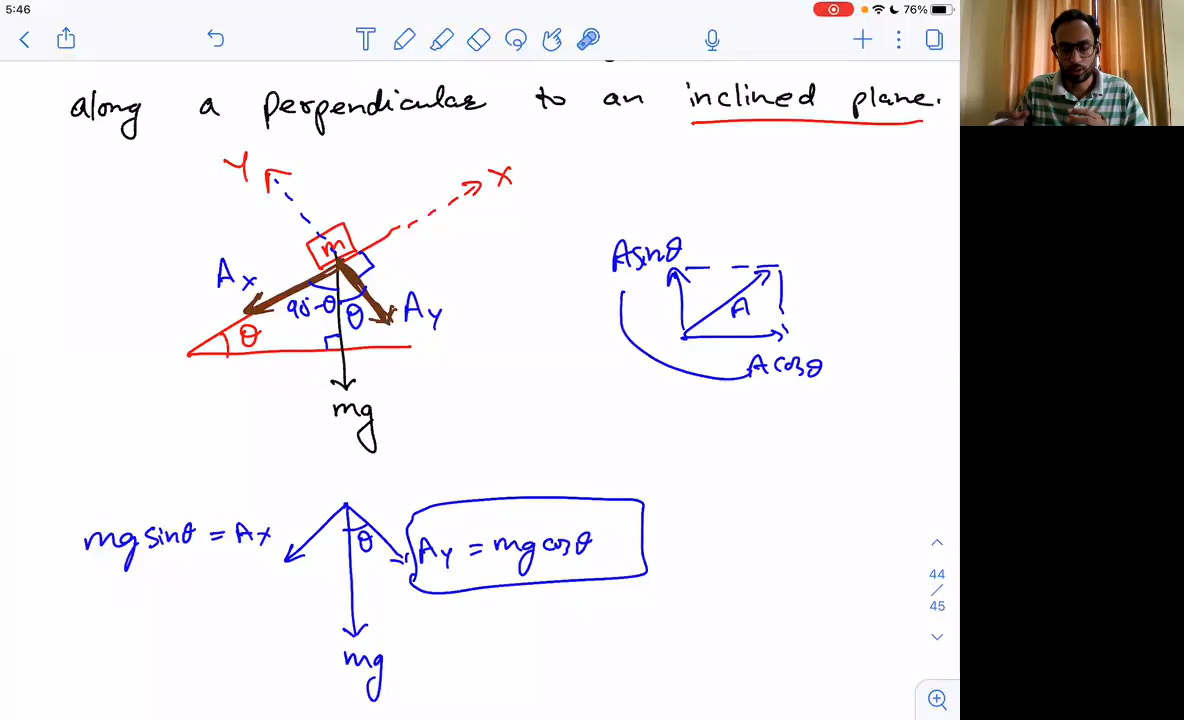 5:46
76%
T
along a perpendicular to an inclined plane.
Y
X
m
Ax
90-θ
θ
Ay
θ
mg
Asinθ
A
Acosθ
mg sinθ = Ax
θ
Ay = mg cosθ
mg
44
/
45